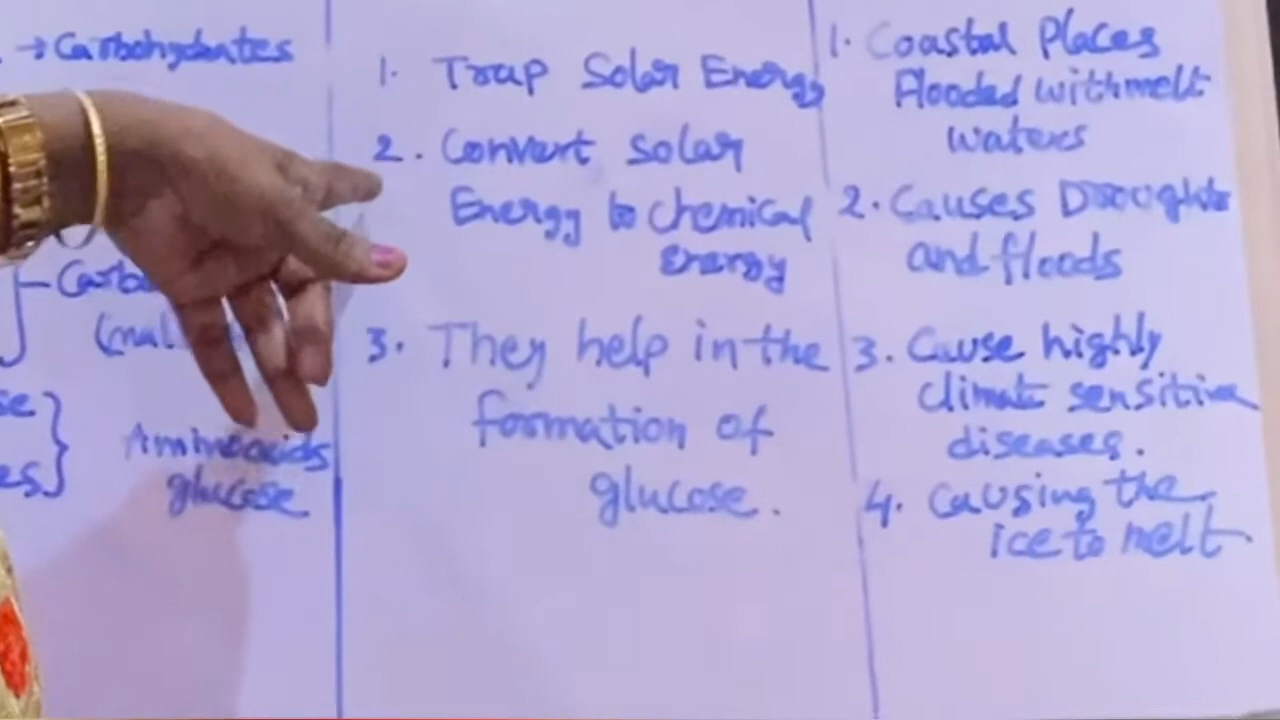 → Carbohydrates
Aminoacids
glucose
1. Trap Solar Energy
2. Convert solar
Energy to chemical
Energy
3. They help in the
formation of
glucose.
1. Coastal Places
Flooded with melt
waters
2. Causes Droughts
and floods
3. Cause highly
climate sensitive
diseases.
4. causing the
ice to melt